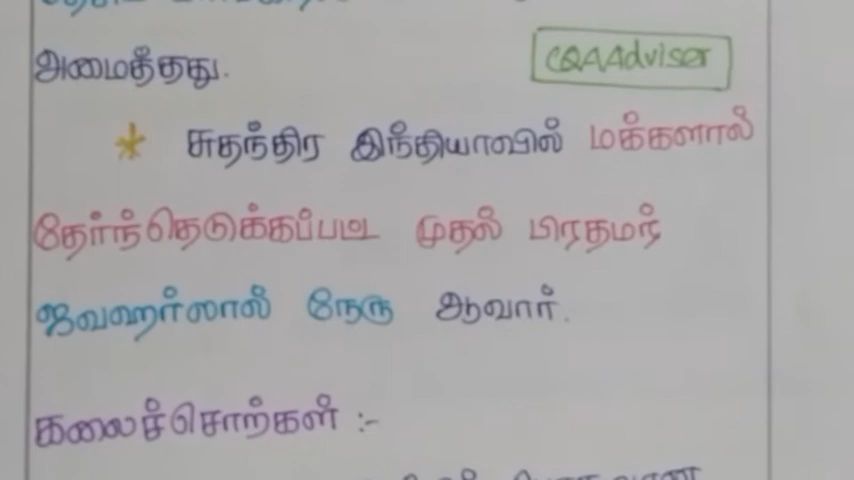 அமைத்தது.
CQAAdviser
* சுதந்திர இந்தியாவில் மக்களால்
தேர்ந்தெடுக்கப்பட்ட முதல் பிரதமர்
ஜவஹர்லால் நேரு ஆவார்.
கலைச்சொற்கள் :-